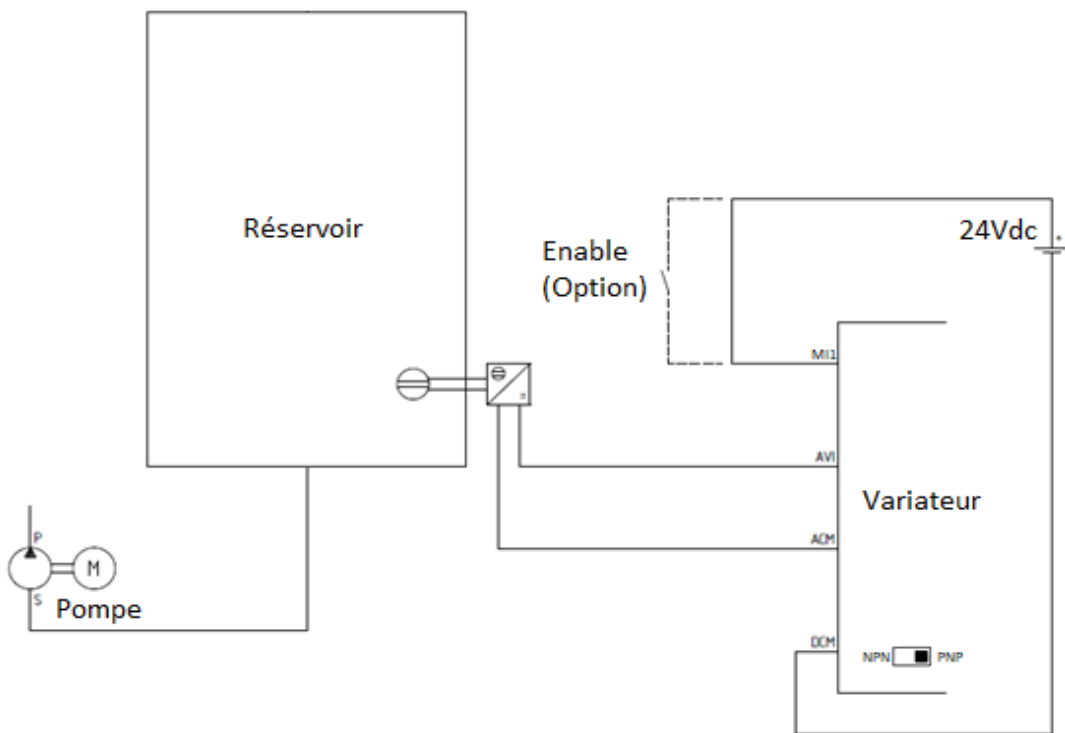 Réservoir
24Vdc
+
Enable
(Option)
MI1
AVI
Variateur
ACM
P
M
S
Pompe
DCM
NPN PNP